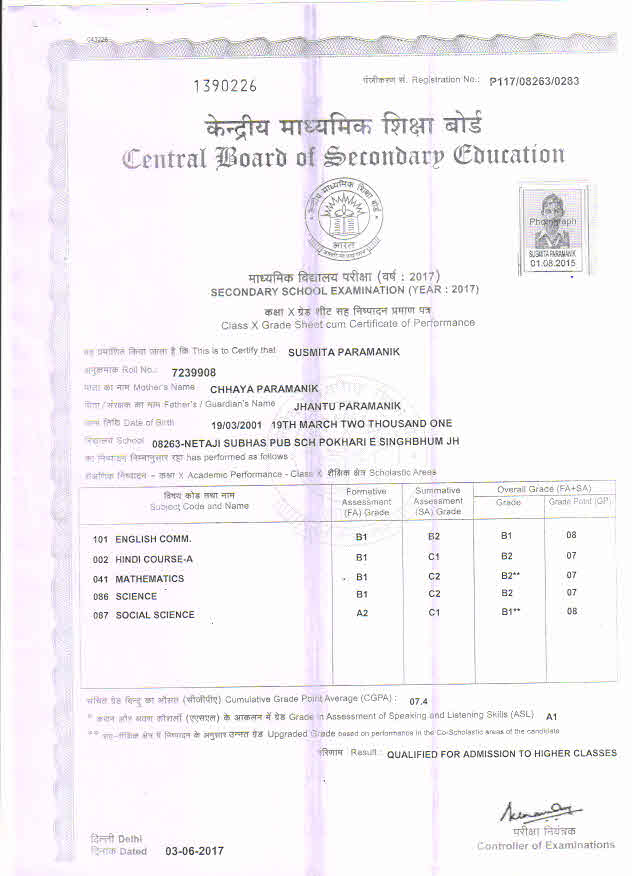 043226
1390226
पंजीकरण सं. Registration No.: P117/08263/0283
केन्द्रीय माध्यमिक शिक्षा बोर्ड
Central Board of Secondary Education
केन्द्रीय माध्यमिक शिक्षा बोर्ड
भारत
Photograph
SUSMITA PARAMANIK
01.08.2015
माध्यमिक विद्यालय परीक्षा (वर्ष : 2017)
SECONDARY SCHOOL EXAMINATION (YEAR : 2017)
कक्षा X ग्रेड शीट सह निष्पादन प्रमाण पत्र
Class X Grade Sheet cum Certificate of Performance
यह प्रमाणित किया जाता है कि This is to Certify that SUSMITA PARAMANIK
अनुक्रमांक Roll No.: 7239908
माता का नाम Mother's Name CHHAYA PARAMANIK
पिता / संरक्षक का नाम Father's / Guardian's Name JHANTU PARAMANIK
जन्म तिथि Date of Birth 19/03/2001 19TH MARCH TWO THOUSAND ONE
विद्यालय School 08263-NETAJI SUBHAS PUB SCH POKHARI E SINGHBHUM JH
का निष्पादन निम्नानुसार रहा has performed as follows :
शैक्षणिक निष्पादन - कक्षा X Academic Performance - Class X शैक्षिक क्षेत्र Scholastic Areas
विषय कोड तथा नाम Subject Code and Name Formative Assessment (FA) Grade Summative Assessment (SA) Grade Overall Grade (FA+SA) Grade Grade Point (GP)
101 ENGLISH COMM. B1 B2 B1 08
002 HINDI COURSE-A B1 C1 B2 07
041 MATHEMATICS B1 C2 B2** 07
086 SCIENCE B1 C2 B2 07
087 SOCIAL SCIENCE A2 C1 B1** 08
संचित ग्रेड बिन्दु का औसत (सीजीपीए) Cumulative Grade Point Average (CGPA) : 07.4
* कथन और श्रवण कौशलों (एएसएल) के आकलन में ग्रेड Grade in Assessment of Speaking and Listening Skills (ASL) A1
** सह-शैक्षिक क्षेत्र में निष्पादन के अनुसार उन्नत ग्रेड Upgraded Grade based on performance in the Co-Scholastic areas of the candidate
परिणाम Result : QUALIFIED FOR ADMISSION TO HIGHER CLASSES
परीक्षा नियंत्रक
Controller of Examinations
दिल्ली Delhi
दिनांक Dated 03-06-2017